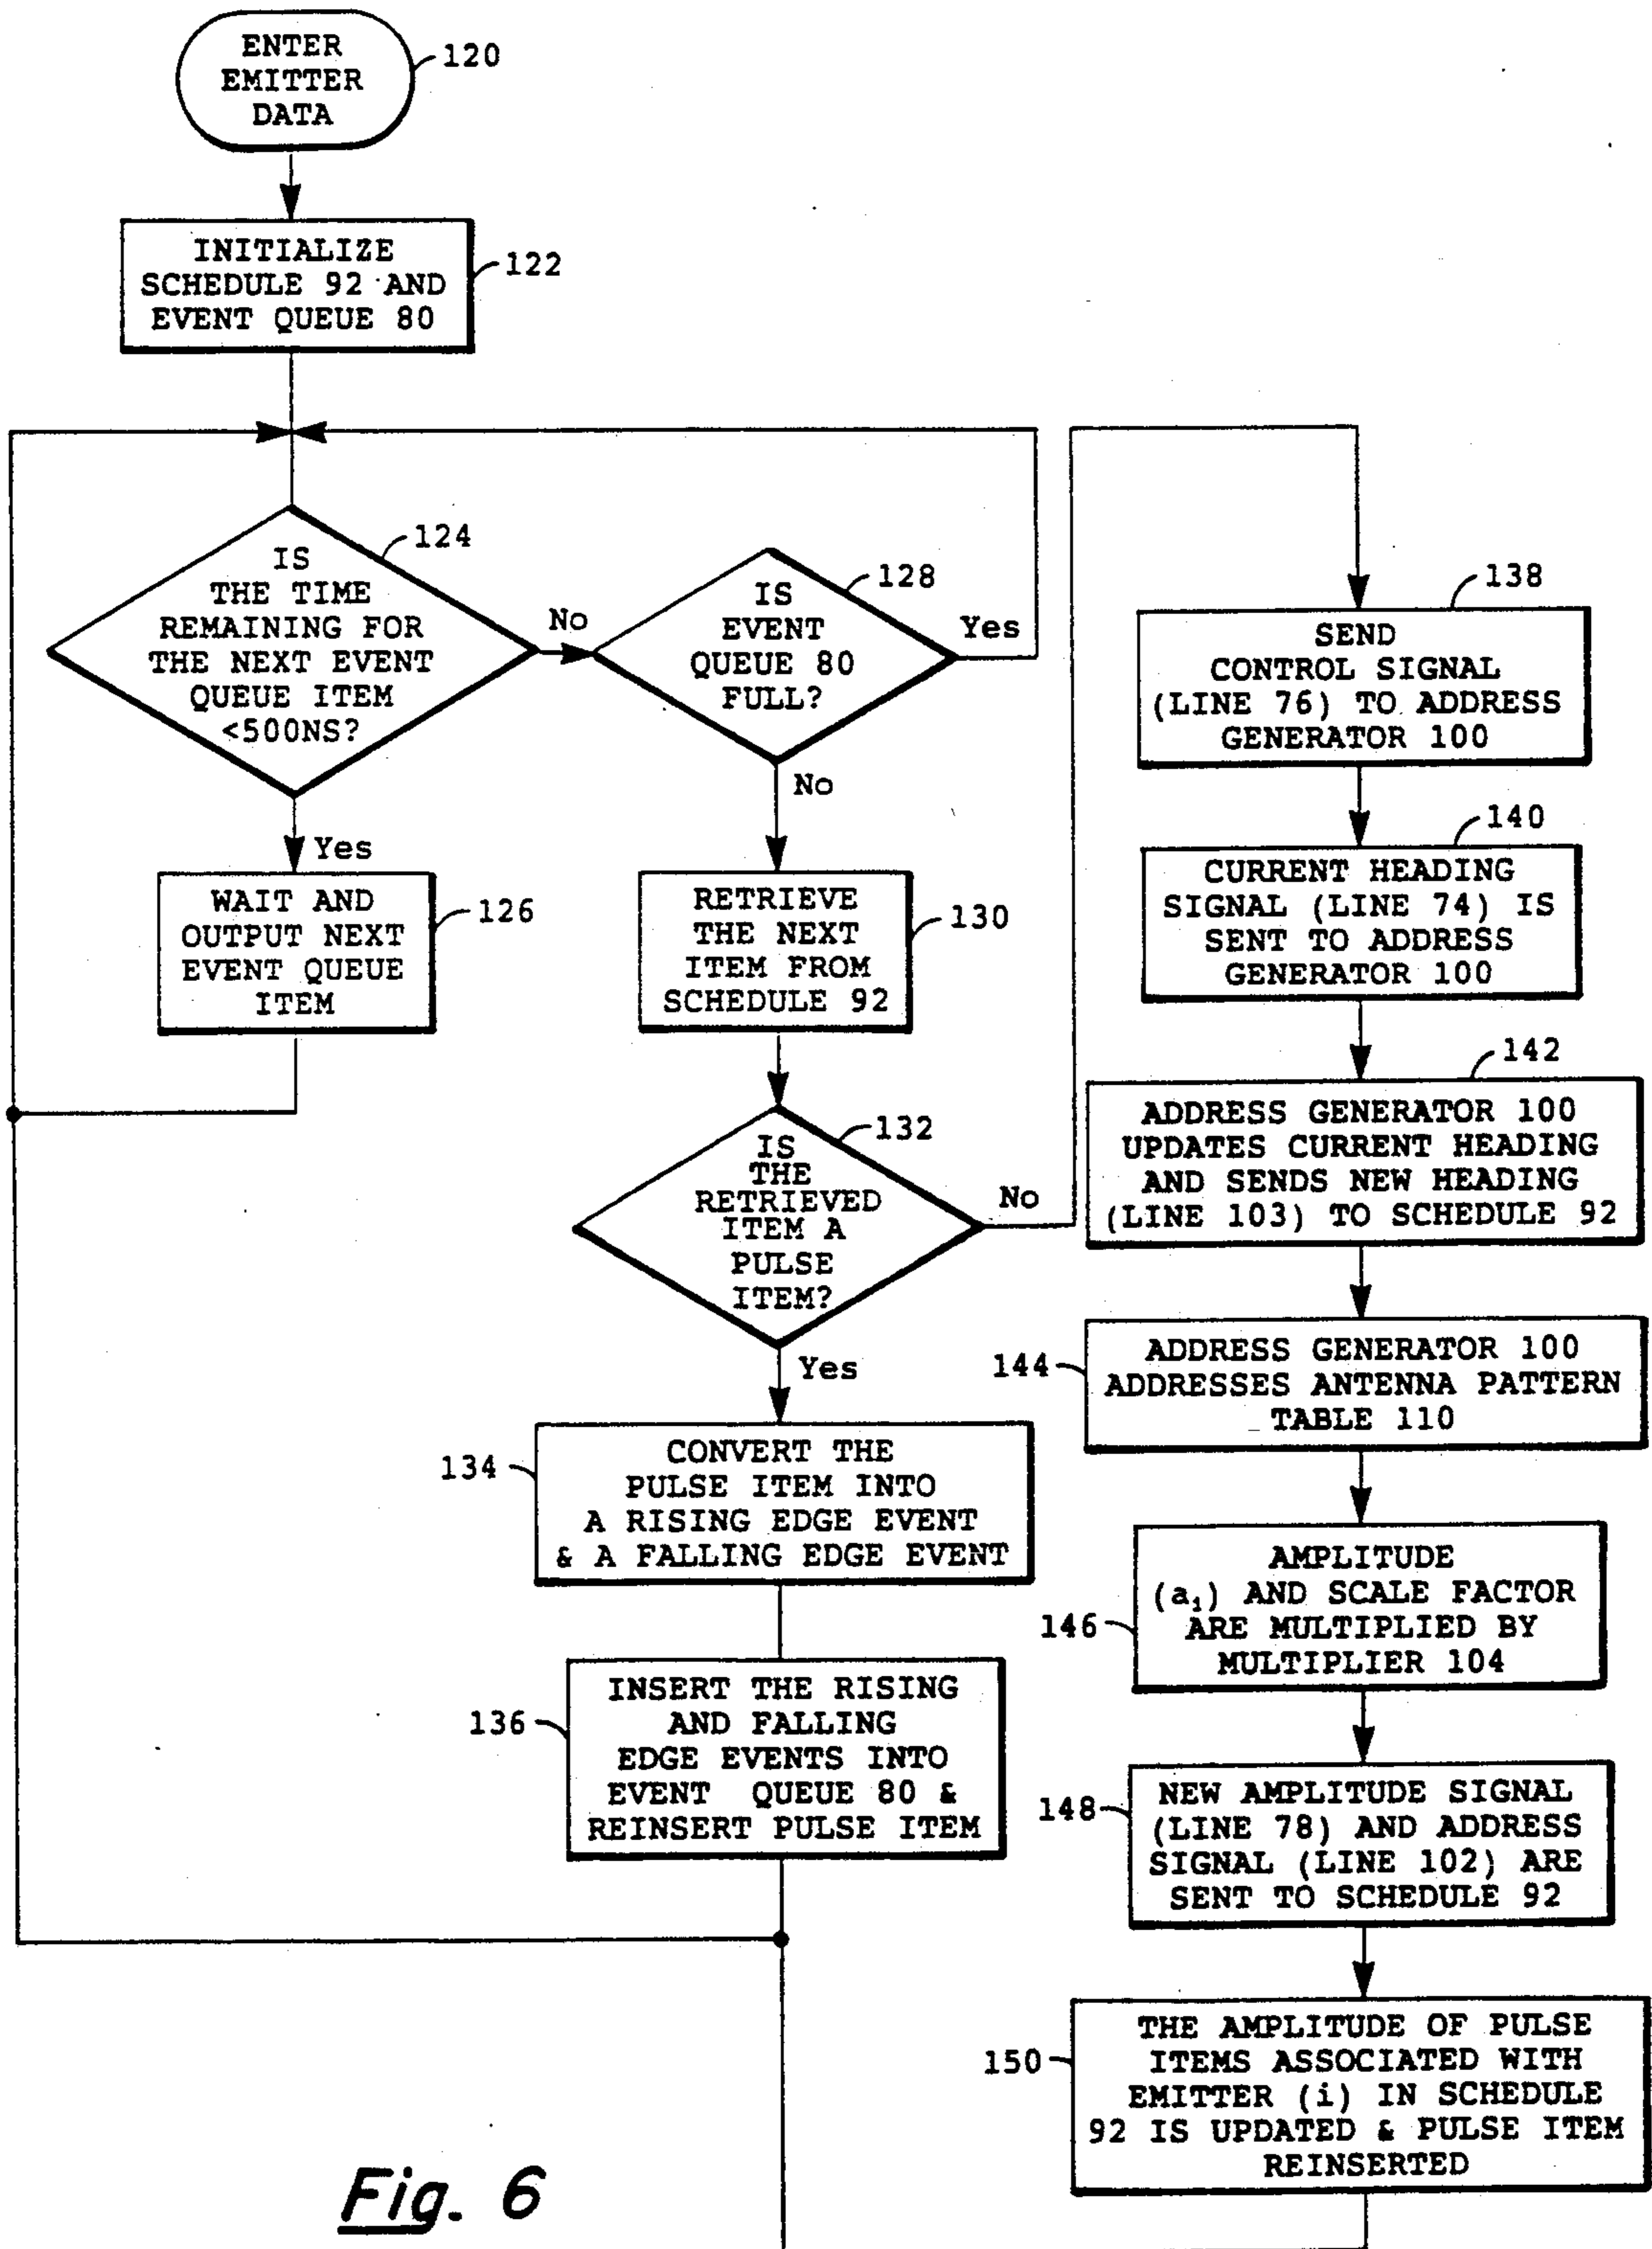 ENTER
EMITTER
DATA
120
INITIALIZE
SCHEDULE 92 AND
EVENT QUEUE 80
122
IS
THE TIME
REMAINING FOR
THE NEXT EVENT
QUEUE ITEM
<500NS?
124
No
Yes
WAIT AND
OUTPUT NEXT
EVENT QUEUE
ITEM
126
IS
EVENT
QUEUE 80
FULL?
128
Yes
No
RETRIEVE
THE NEXT
ITEM FROM
SCHEDULE 92
130
IS
THE
RETRIEVED
ITEM A
PULSE
ITEM?
132
No
Yes
134
CONVERT THE
PULSE ITEM INTO
A RISING EDGE EVENT
& A FALLING EDGE EVENT
136
INSERT THE RISING
AND FALLING
EDGE EVENTS INTO
EVENT QUEUE 80 &
REINSERT PULSE ITEM
138
SEND
CONTROL SIGNAL
(LINE 76) TO ADDRESS
GENERATOR 100
140
CURRENT HEADING
SIGNAL (LINE 74) IS
SENT TO ADDRESS
GENERATOR 100
142
ADDRESS GENERATOR 100
UPDATES CURRENT HEADING
AND SENDS NEW HEADING
(LINE 103) TO SCHEDULE 92
144
ADDRESS GENERATOR 100
ADDRESSES ANTENNA PATTERN
TABLE 110
146
AMPLITUDE
(aᵢ) AND SCALE FACTOR
ARE MULTIPLIED BY
MULTIPLIER 104
148
NEW AMPLITUDE SIGNAL
(LINE 78) AND ADDRESS
SIGNAL (LINE 102) ARE
SENT TO SCHEDULE 92
150
THE AMPLITUDE OF PULSE
ITEMS ASSOCIATED WITH
EMITTER (i) IN SCHEDULE
92 IS UPDATED & PULSE ITEM
REINSERTED
Fig. 6